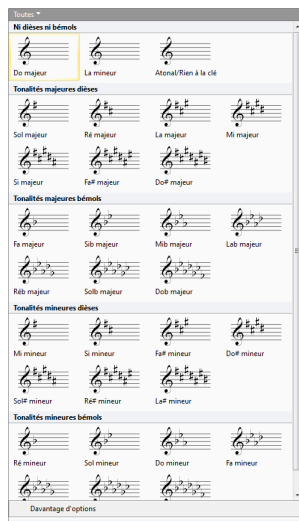 Toutes
Ni dièses ni bémols
Do majeur La mineur Atonal/Rien à la clé
Tonalités majeures dièses
Sol majeur Ré majeur La majeur Mi majeur
Si majeur Fa# majeur Do# majeur
Tonalités majeures bémols
Fa majeur Sib majeur Mib majeur Lab majeur
Réb majeur Solb majeur Dob majeur
Tonalités mineures dièses
Mi mineur Si mineur Fa# mineur Do# mineur
Sol# mineur Ré# mineur La# mineur
Tonalités mineures bémols
Ré mineur Sol mineur Do mineur Fa mineur
Davantage d'options